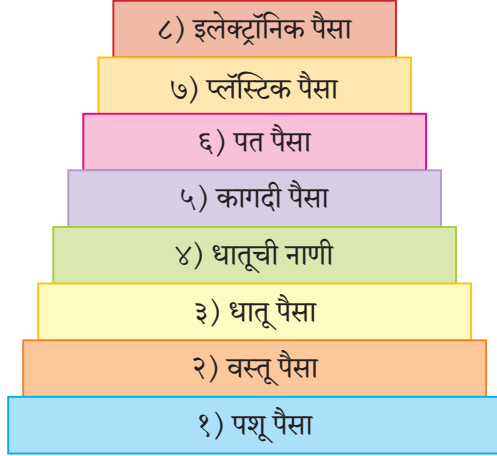 ८) इलेक्ट्रॉनिक पैसा
७) प्लॅस्टिक पैसा
६) पत पैसा
५) कागदी पैसा
४) धातूची नाणी
३) धातू पैसा
२) वस्तू पैसा
१) पशू पैसा